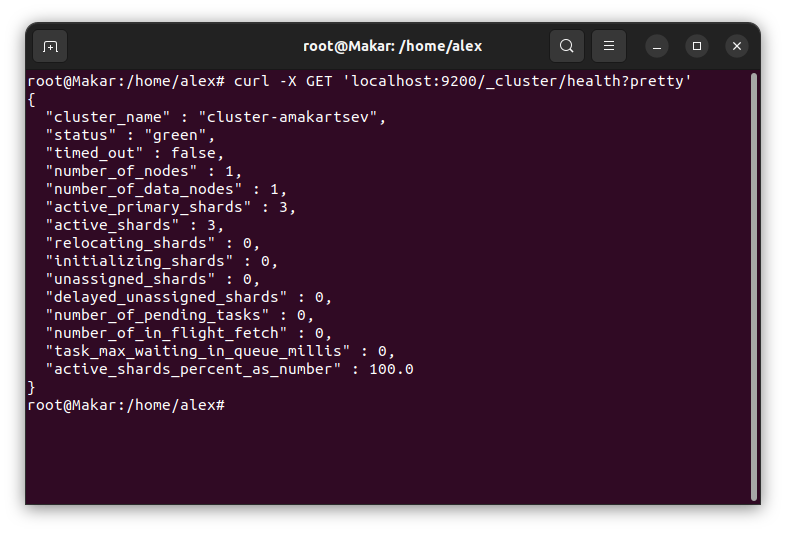 root@Makar: /home/alex
root@Makar:/home/alex# curl -X GET 'localhost:9200/_cluster/health?pretty'
{
  "cluster_name" : "cluster-amakartsev",
  "status" : "green",
  "timed_out" : false,
  "number_of_nodes" : 1,
  "number_of_data_nodes" : 1,
  "active_primary_shards" : 3,
  "active_shards" : 3,
  "relocating_shards" : 0,
  "initializing_shards" : 0,
  "unassigned_shards" : 0,
  "delayed_unassigned_shards" : 0,
  "number_of_pending_tasks" : 0,
  "number_of_in_flight_fetch" : 0,
  "task_max_waiting_in_queue_millis" : 0,
  "active_shards_percent_as_number" : 100.0
}
root@Makar:/home/alex#